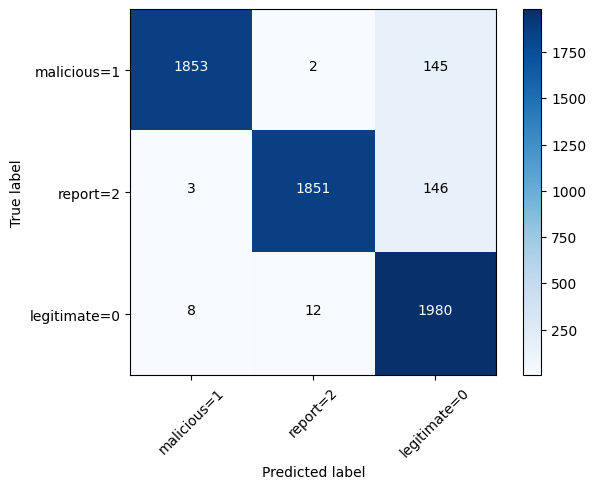 malicious=1 1853 2 145
report=2 3 1851 146
legitimate=0 8 12 1980
True label
malicious=1 report=2 legitimate=0
Predicted label
1750
1500
1250
1000
750
500
250